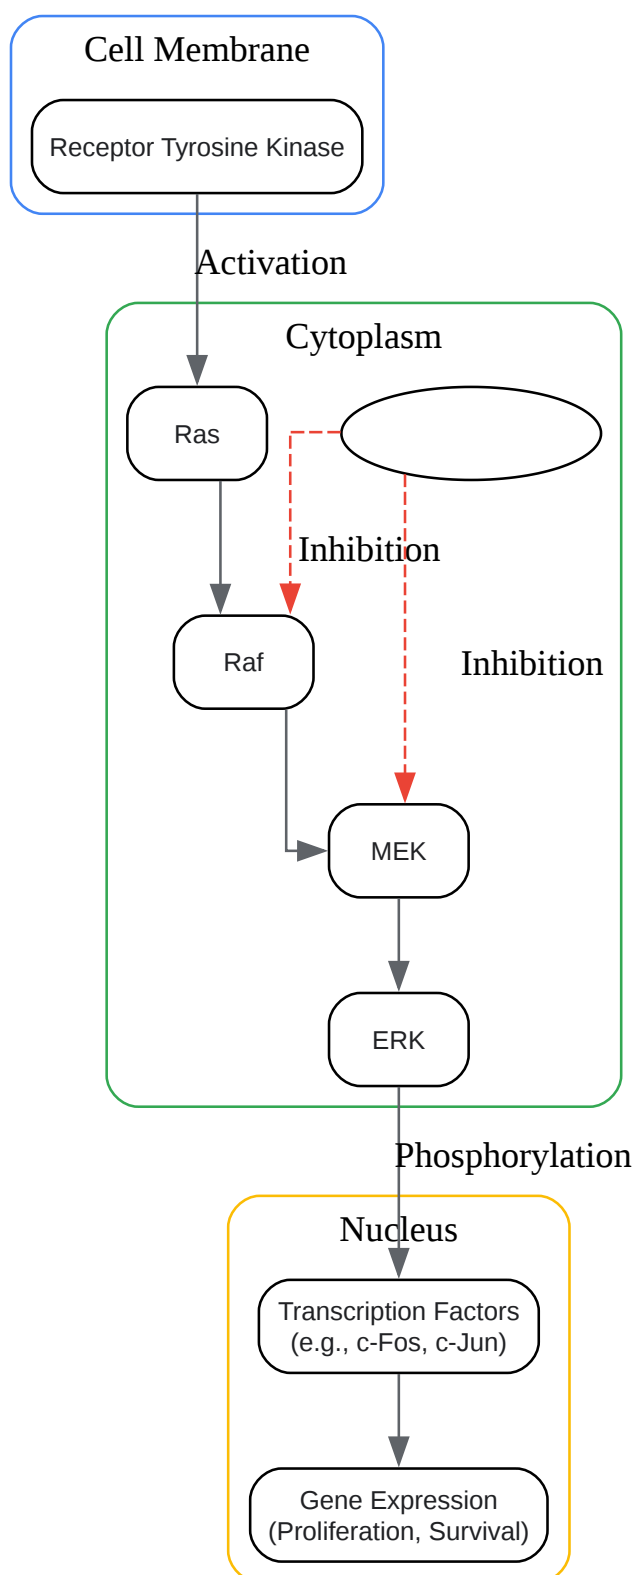 Cell Membrane
Receptor Tyrosine Kinase
Activation
Cytoplasm
Ras
Inhibition
Raf
Inhibition
MEK
ERK
Phosphorylation
Nucleus
Transcription Factors
(e.g., c-Fos, c-Jun)
Gene Expression
(Proliferation, Survival)